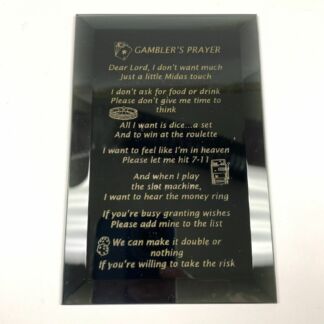 GAMBLER'S PRAYER
Dear Lord, I don't want much
Just a little Midas touch
I don't ask for food or drink
Please don't give me time to
think
All I want is dice...a set
And to win at the roulette
I want to feel like I'm in heaven
Please let me hit 7-11
And when I play
the slot machine,
I want to hear the money ring
If you're busy granting wishes
Please add mine to the list
We can make it double or
nothing
If you're willing to take the risk